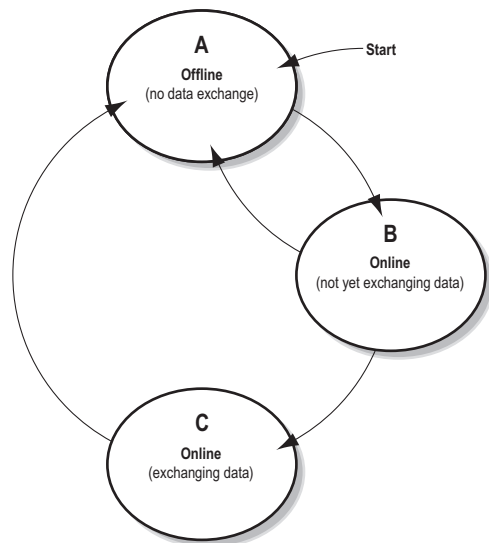 A
Offline
(no data exchange)
Start
B
Online
(not yet exchanging data)
C
Online
(exchanging data)